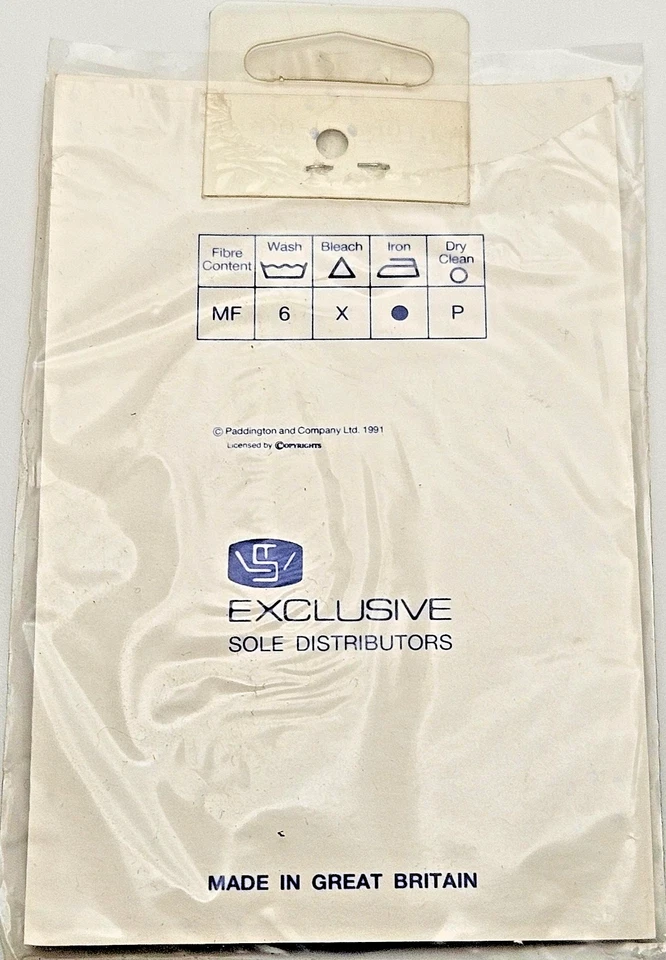 Fibre Content Wash Bleach Iron Dry Clean
MF 6 X ● P
© Paddington and Company Ltd. 1991
Licensed by COPYRIGHTS
EXCLUSIVE
SOLE DISTRIBUTORS
MADE IN GREAT BRITAIN